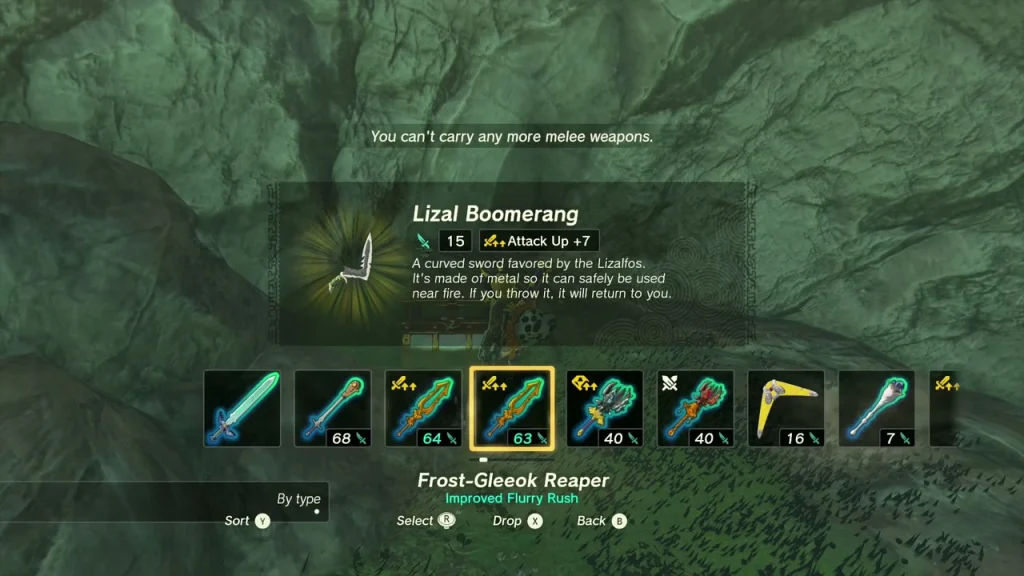 You can't carry any more melee weapons.
Lizal Boomerang
15 Attack Up +7
A curved sword favored by the Lizalfos.
It's made of metal so it can safely be used
near fire. If you throw it, it will return to you.
68 64 63 40 40 16 7
Frost-Gleeok Reaper
Improved Flurry Rush
By type
Sort Y Select R Drop X Back B